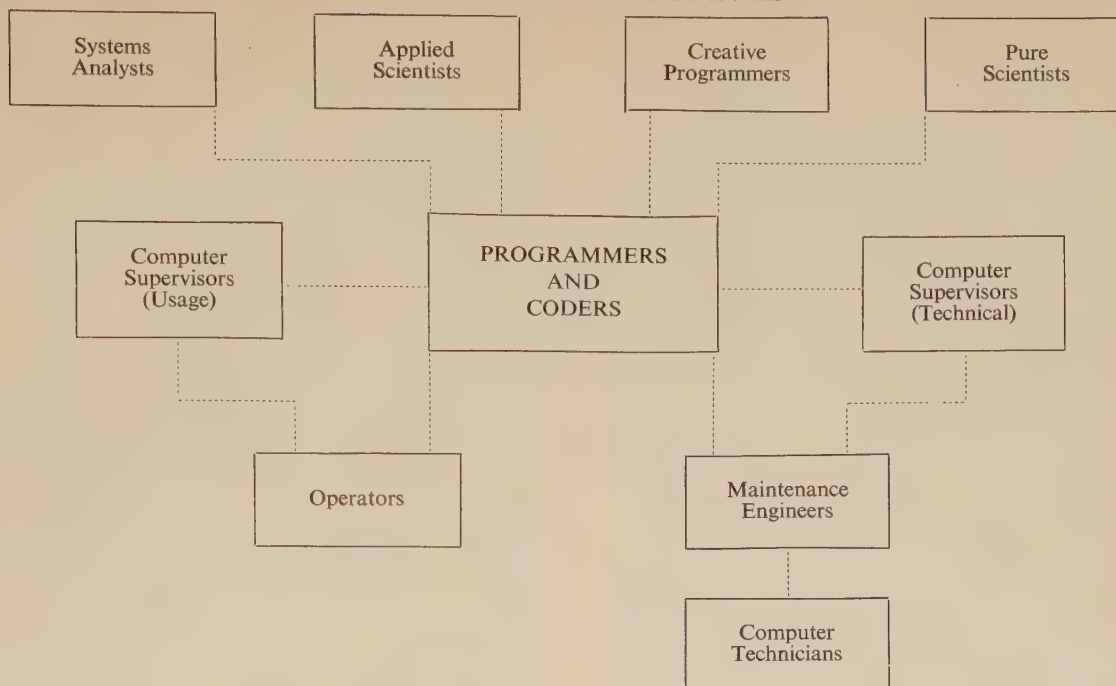 Systems
Analysts
Applied
Scientists
Creative
Programmers
Pure
Scientists
Computer
Supervisors
(Usage)
PROGRAMMERS
AND
CODERS
Computer
Supervisors
(Technical)
Operators
Maintenance
Engineers
Computer
Technicians